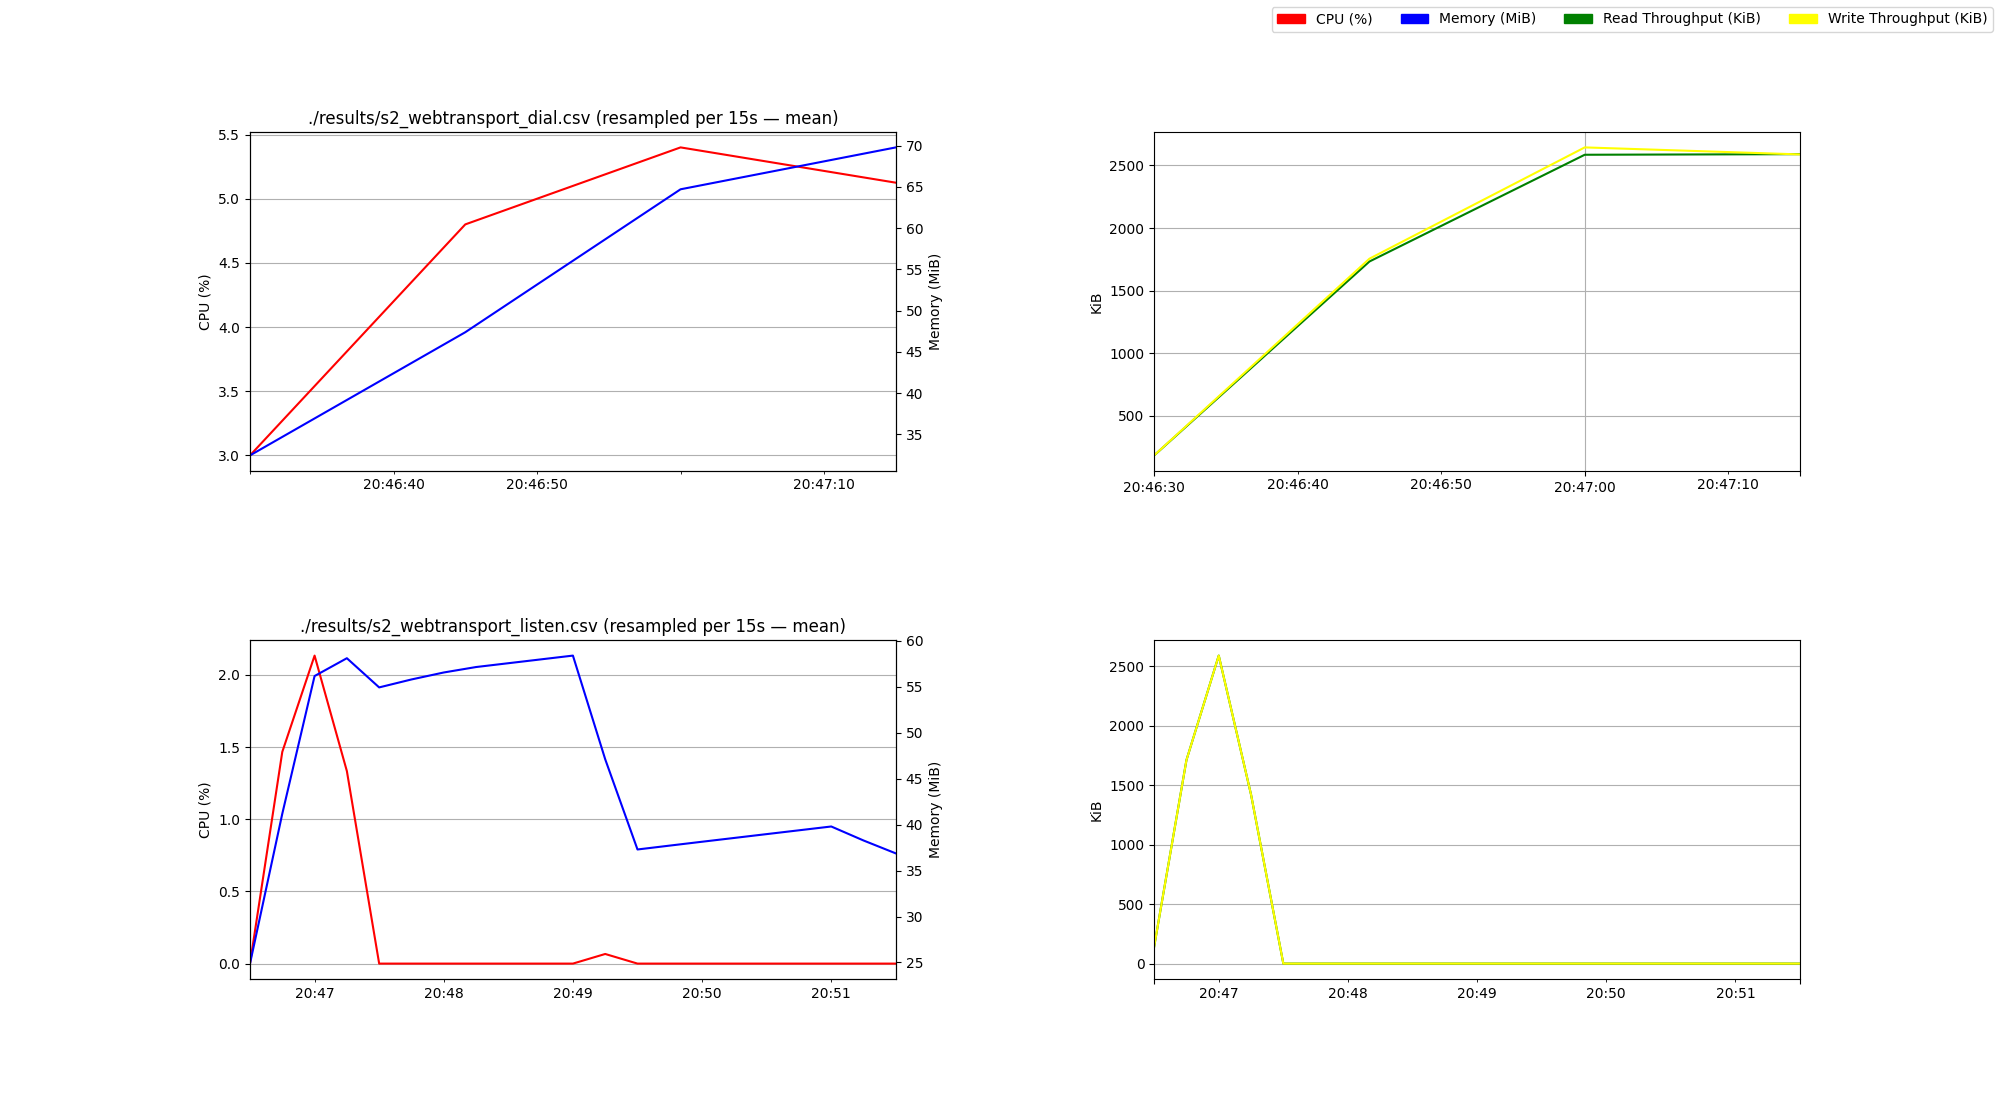 CPU (%) Memory (MiB) Read Throughput (KiB) Write Throughput (KiB)
./results/s2_webtransport_dial.csv (resampled per 15s — mean)
5.5
5.0
4.5
4.0
3.5
3.0
CPU (%)
70
65
60
55
50
45
40
35
Memory (MiB)
20:46:40 20:46:50 20:47:10
2500
2000
1500
1000
500
KiB
20:46:30 20:46:40 20:46:50 20:47:00 20:47:10
./results/s2_webtransport_listen.csv (resampled per 15s — mean)
2.0
1.5
1.0
0.5
0.0
CPU (%)
60
55
50
45
40
35
30
25
Memory (MiB)
20:47 20:48 20:49 20:50 20:51
2500
2000
1500
1000
500
0
KiB
20:47 20:48 20:49 20:50 20:51